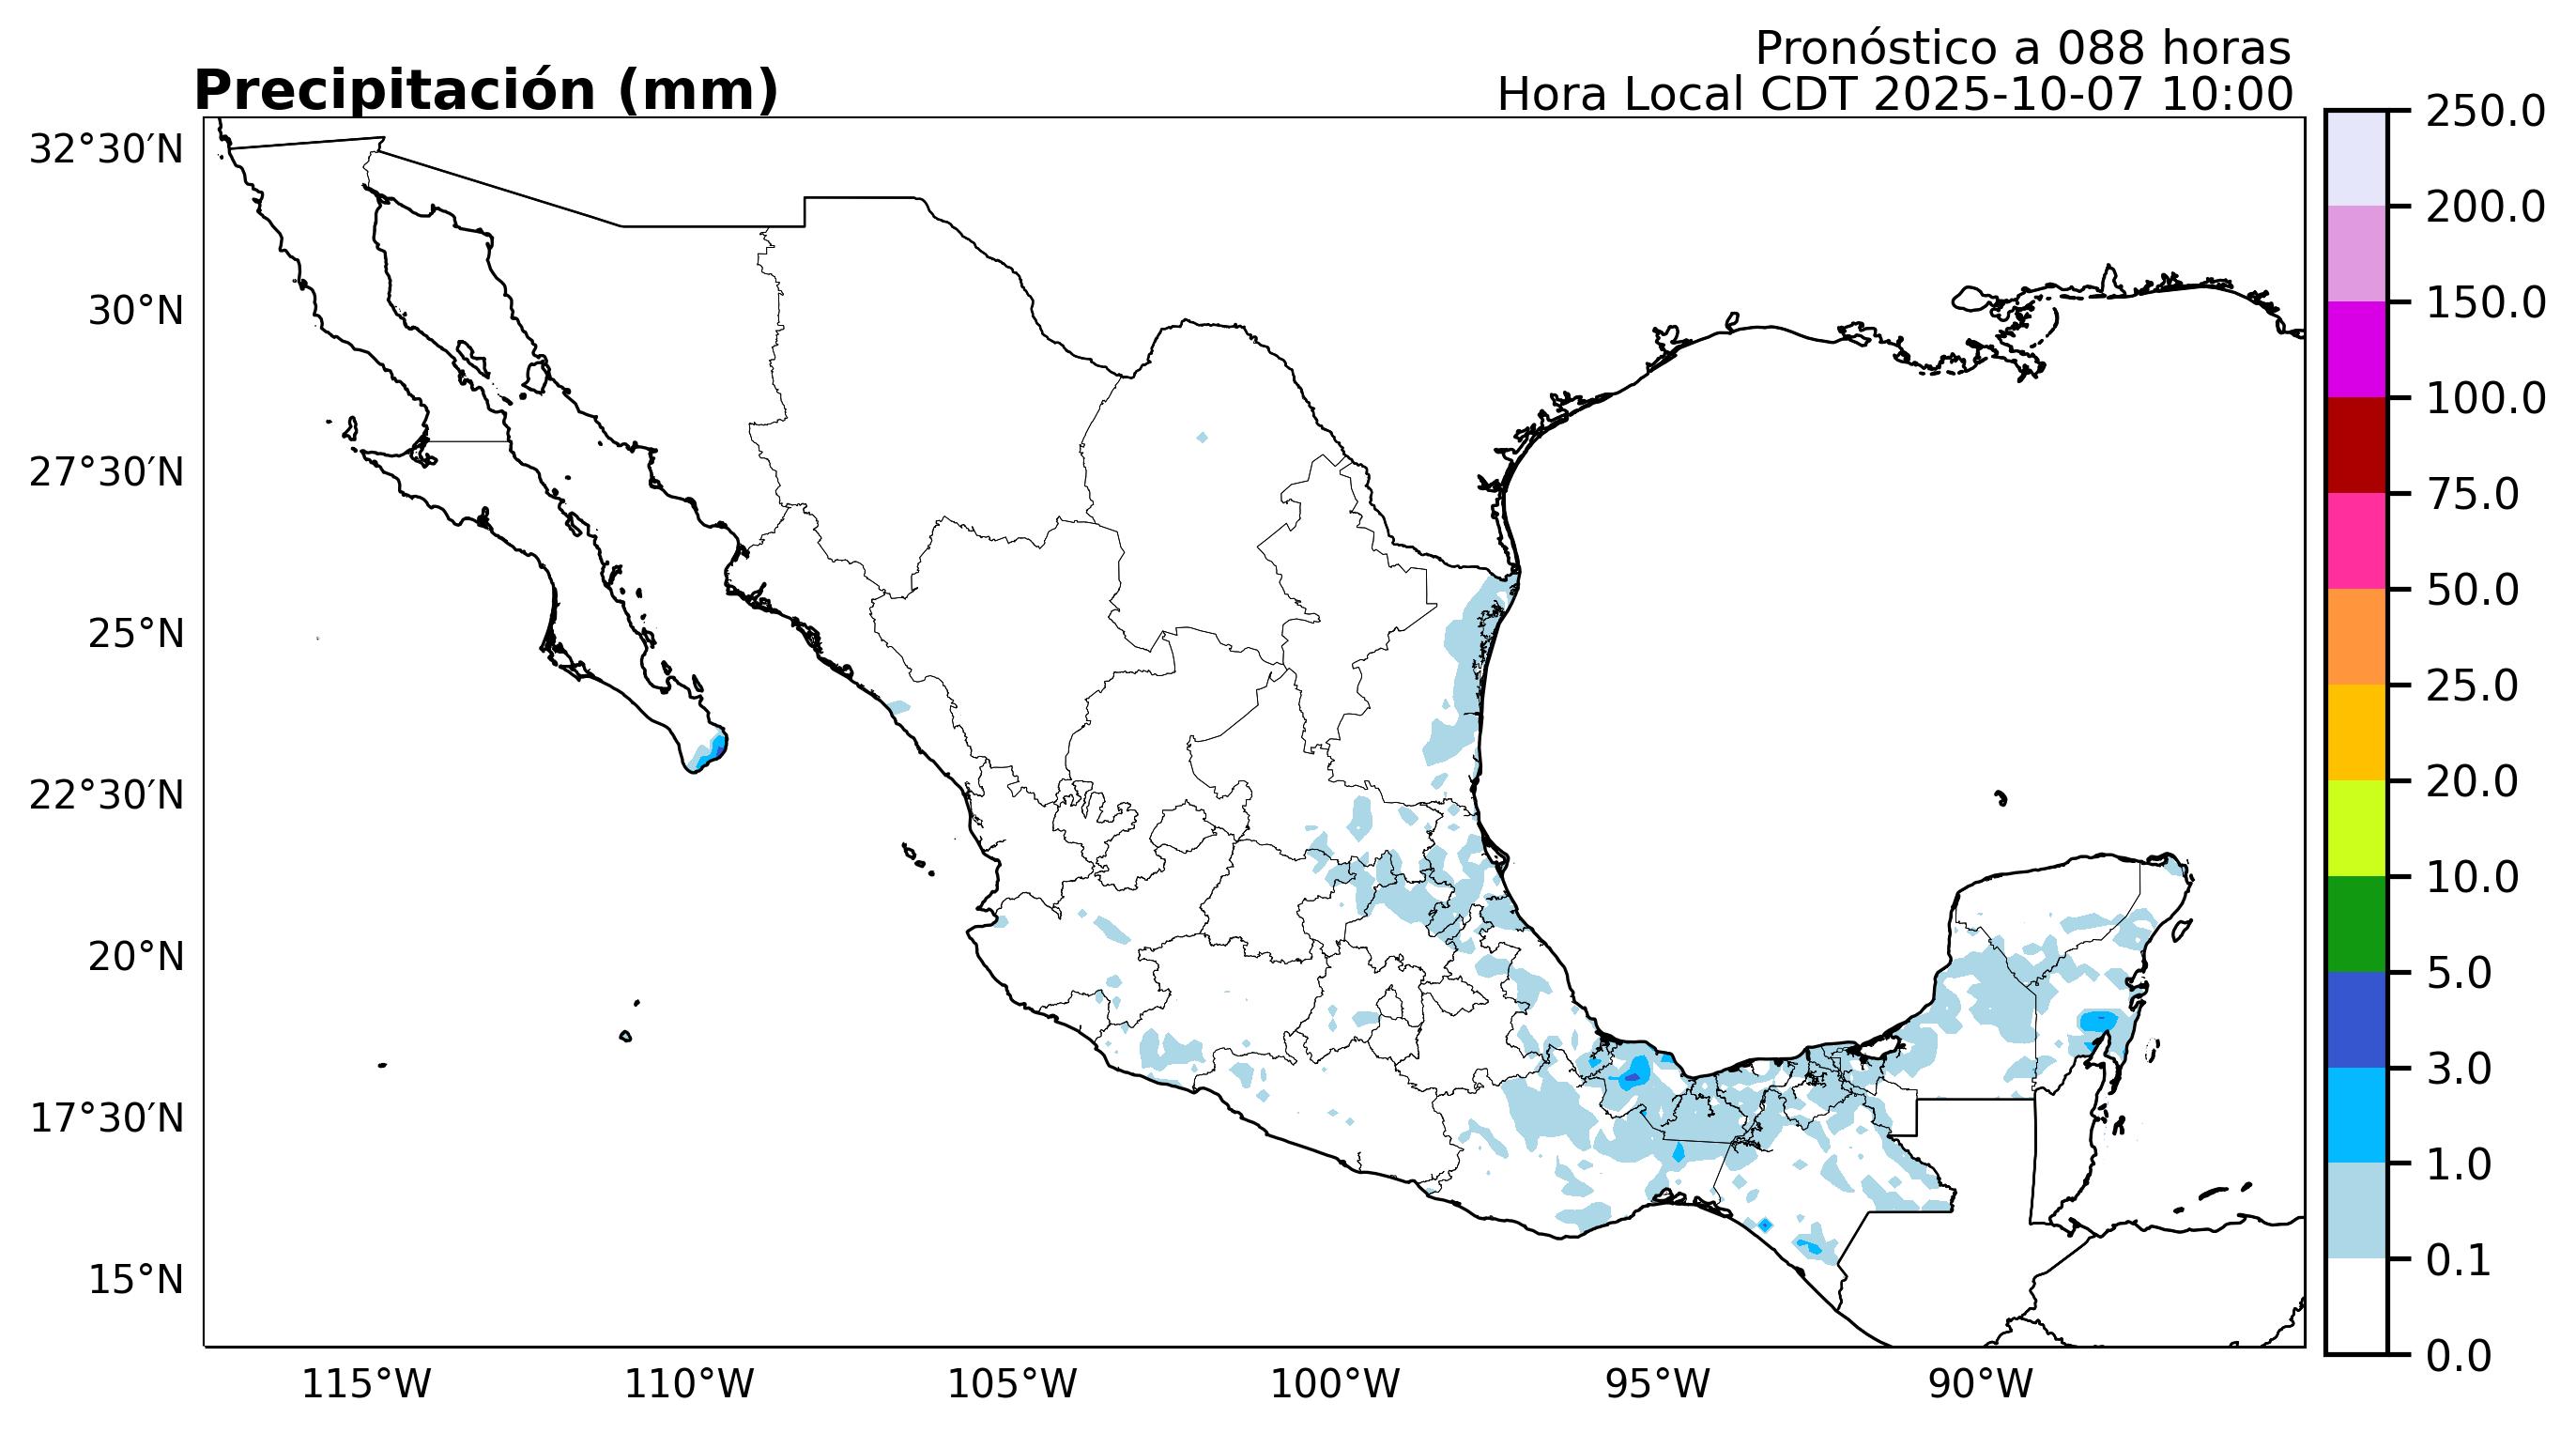 Pronóstico a 088 horas
Precipitación (mm)
Hora Local CDT 2025-10-07 10:00
32°30′N
30°N
27°30′N
25°N
22°30′N
20°N
17°30′N
15°N
115°W
110°W
105°W
100°W
95°W
90°W
250.0
200.0
150.0
100.0
75.0
50.0
25.0
20.0
10.0
5.0
3.0
1.0
0.1
0.0